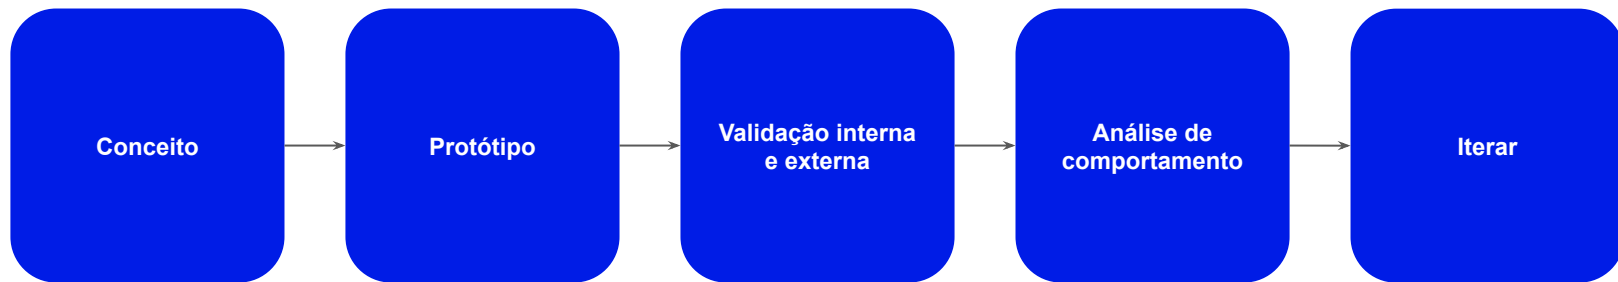 Conceito
Protótipo
Validação interna
e externa
Análise de
comportamento
Iterar